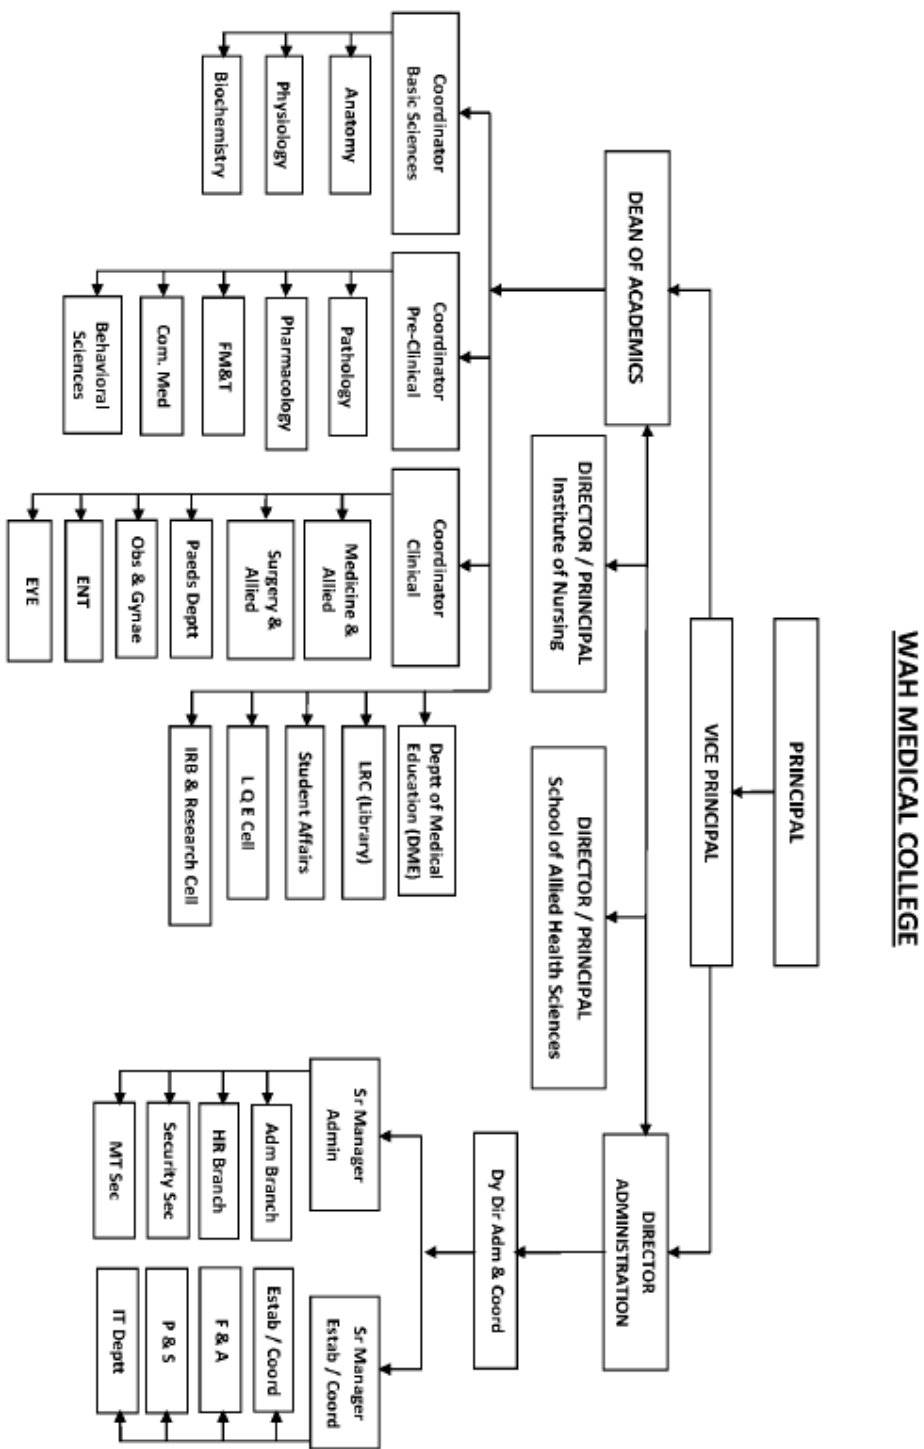 WAH MEDICAL COLLEGE
PRINCIPAL
VICE PRINCIPAL
DEAN OF ACADEMICS
DIRECTOR
ADMINISTRATION
DIRECTOR / PRINCIPAL
Institute of Nursing
DIRECTOR / PRINCIPAL
School of Allied Health Sciences
Dy Dir Adm & Coord
Coordinator
Basic Sciences
Anatomy
Physiology
Biochemistry
Coordinator
Pre-Clinical
Pathology
Pharmacology
FM&T
Com. Med
Behavioral
Sciences
Coordinator
Clinical
Medicine &
Allied
Surgery &
Allied
Paeds Deptt
Obs & Gynae
ENT
EYE
Deptt of Medical
Education (DME)
LRC (Library)
Student Affairs
L Q E Cell
IRB & Research Cell
Sr Manager
Admin
Adm Branch
HR Branch
Security Sec
MT Sec
Sr Manager
Estab / Coord
Estab / Coord
F & A
P & S
IT Deptt